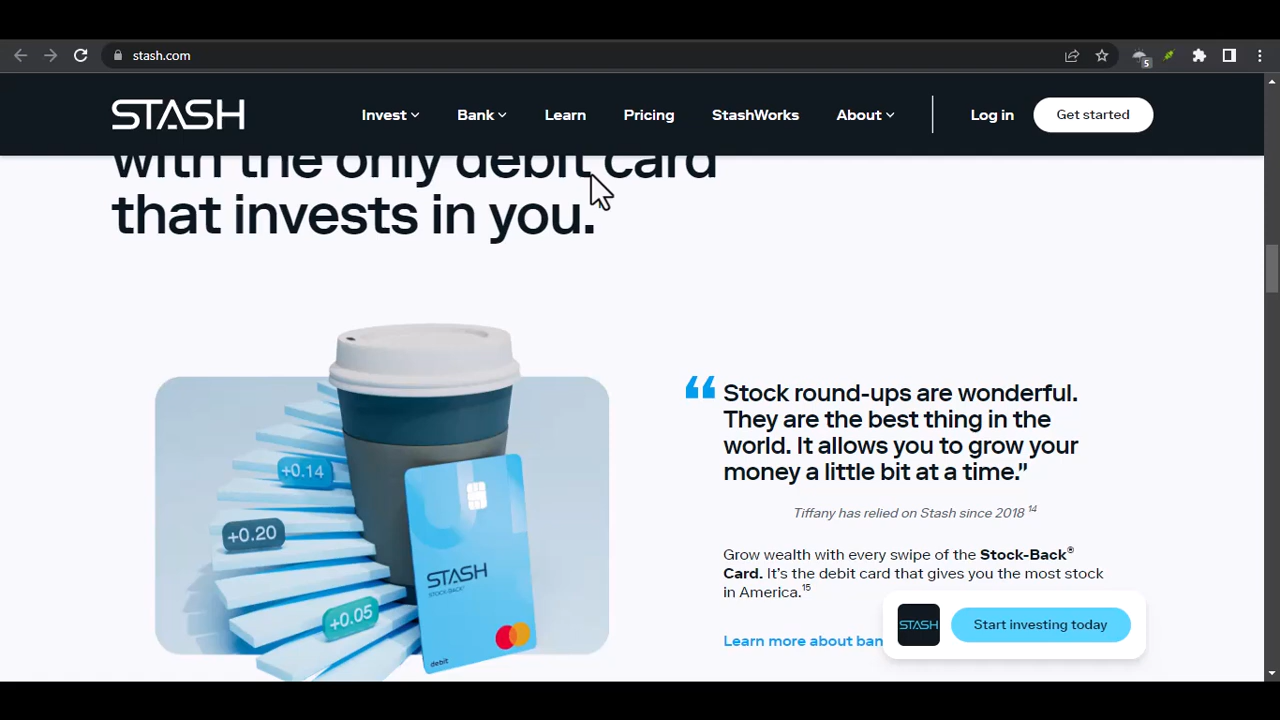 stash.com
5
STASH
Invest
Bank
Learn
Pricing
StashWorks
About
Log in
Get started
with the only debit card
that invests in you.
+0.14
+0.20
+0.05
STASH
STOCK-BACK
debit
“Stock round-ups are wonderful.
They are the best thing in the
world. It allows you to grow your
money a little bit at a time.”
Tiffany has relied on Stash since 2018 14
Grow wealth with every swipe of the Stock-Back®
Card. It’s the debit card that gives you the most stock
in America.15
Learn more about ban
STASH
Start investing today